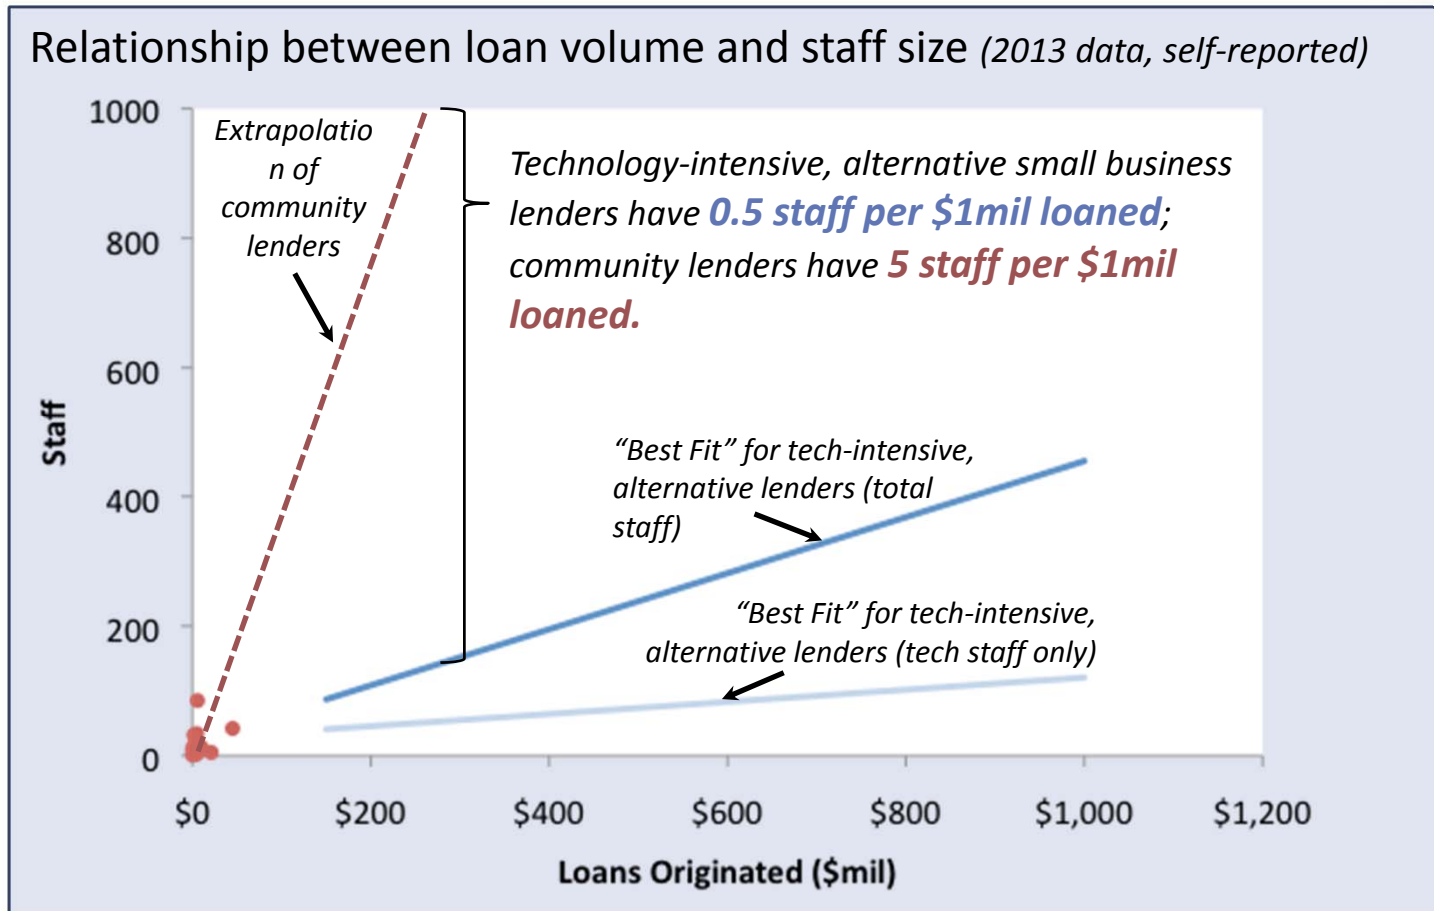 Relationship between loan volume and staff size (2013 data, self-reported)
1000
800
600
400
200
0
Staff
Extrapolatio
n of
community
lenders
Technology-intensive, alternative small business
lenders have 0.5 staff per $1mil loaned;
community lenders have 5 staff per $1mil
loaned.
“Best Fit” for tech-intensive,
alternative lenders (total
staff)
“Best Fit” for tech-intensive,
alternative lenders (tech staff only)
$0 $200 $400 $600 $800 $1,000 $1,200
Loans Originated ($mil)